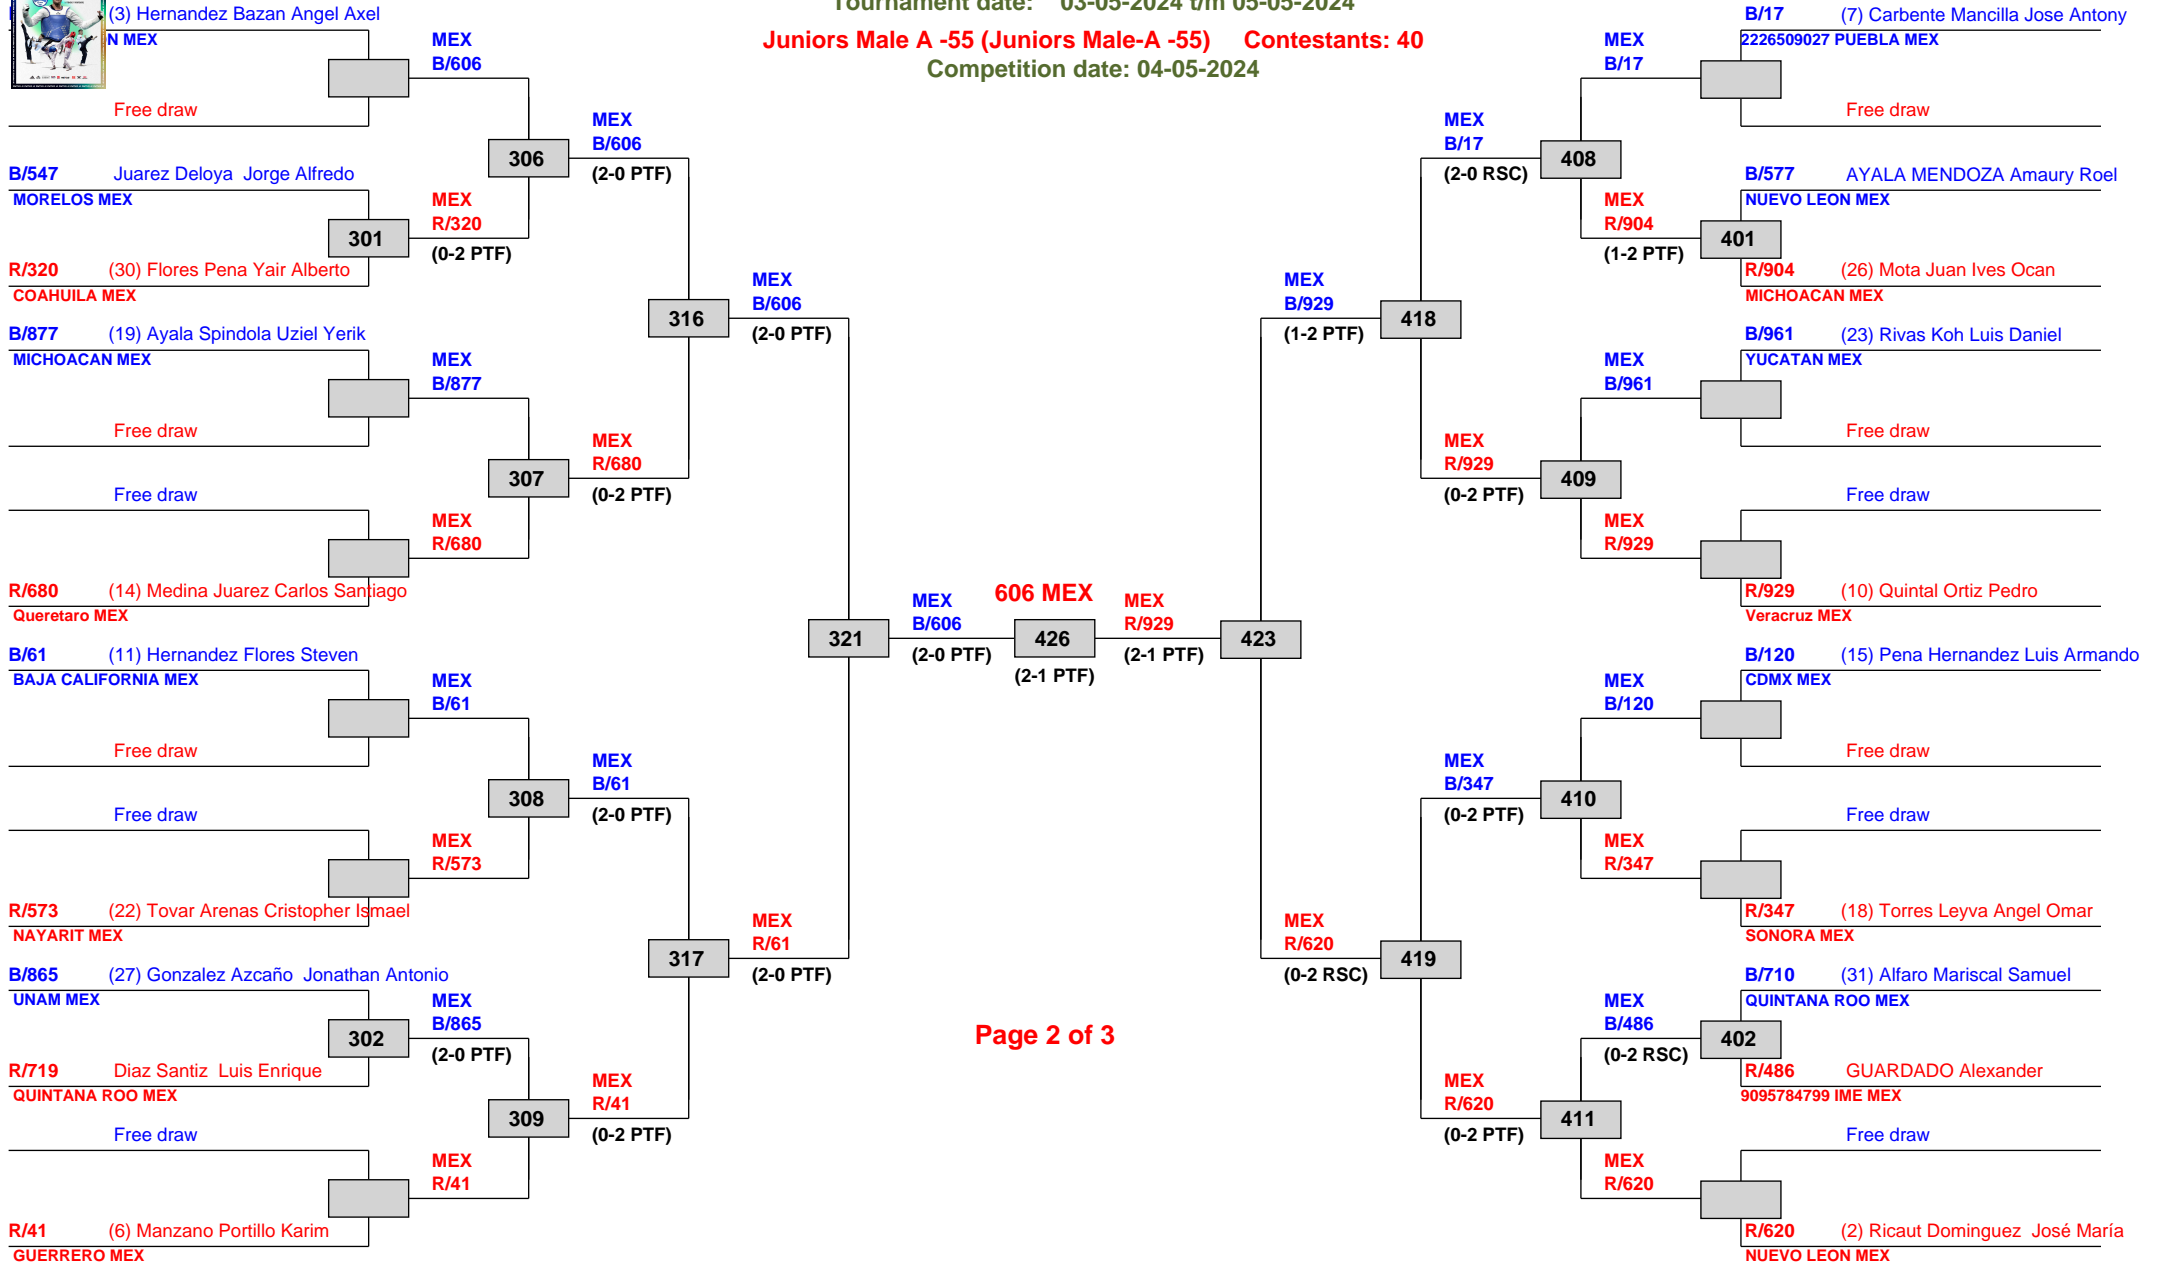 Tournament date: 03-05-2024 t/m 05-05-2024
Juniors Male A -55 (Juniors Male-A -55) Contestants: 40
Competition date: 04-05-2024
(3) Hernandez Bazan Angel Axel
N MEX
Free draw
MEX
B/606
B/547 Juarez Deloya Jorge Alfredo
MORELOS MEX
301
R/320 (30) Flores Pena Yair Alberto
COAHUILA MEX
MEX
R/320
(0-2 PTF)
306
MEX
B/606
(2-0 PTF)
B/877 (19) Ayala Spindola Uziel Yerik
MICHOACAN MEX
Free draw
MEX
B/877
Free draw
R/680 (14) Medina Juarez Carlos Santiago
Queretaro MEX
MEX
R/680
307
MEX
R/680
(0-2 PTF)
316
MEX
B/606
(2-0 PTF)
B/61 (11) Hernandez Flores Steven
BAJA CALIFORNIA MEX
Free draw
MEX
B/61
Free draw
R/573 (22) Tovar Arenas Cristopher Ismael
NAYARIT MEX
MEX
R/573
308
MEX
B/61
(2-0 PTF)
B/865 (27) Gonzalez Azcaño Jonathan Antonio
UNAM MEX
302
R/719 Diaz Santiz Luis Enrique
QUINTANA ROO MEX
MEX
B/865
(2-0 PTF)
Free draw
R/41 (6) Manzano Portillo Karim
GUERRERO MEX
MEX
R/41
309
MEX
R/41
(0-2 PTF)
317
MEX
R/61
(2-0 PTF)
321
MEX
B/606
(2-0 PTF)
606 MEX
426
(2-1 PTF)
MEX
R/929
(2-1 PTF)
423
Page 2 of 3
MEX
B/929
(1-2 PTF)
418
MEX
B/17
(2-0 RSC)
408
MEX
B/17
B/17 (7) Carbente Mancilla Jose Antony
2226509027 PUEBLA MEX
Free draw
MEX
R/904
(1-2 PTF)
B/577 AYALA MENDOZA Amaury Roel
NUEVO LEON MEX
401
R/904 (26) Mota Juan Ives Ocan
MICHOACAN MEX
MEX
R/929
(0-2 PTF)
409
MEX
B/961
B/961 (23) Rivas Koh Luis Daniel
YUCATAN MEX
Free draw
MEX
R/929
Free draw
R/929 (10) Quintal Ortiz Pedro
Veracruz MEX
MEX
R/620
(0-2 RSC)
419
MEX
B/347
(0-2 PTF)
410
MEX
B/120
B/120 (15) Pena Hernandez Luis Armando
CDMX MEX
Free draw
MEX
R/347
Free draw
R/347 (18) Torres Leyva Angel Omar
SONORA MEX
MEX
R/620
(0-2 PTF)
411
MEX
B/486
(0-2 RSC)
B/710 (31) Alfaro Mariscal Samuel
QUINTANA ROO MEX
402
R/486 GUARDADO Alexander
9095784799 IME MEX
MEX
R/620
Free draw
R/620 (2) Ricaut Dominguez José María
NUEVO LEON MEX